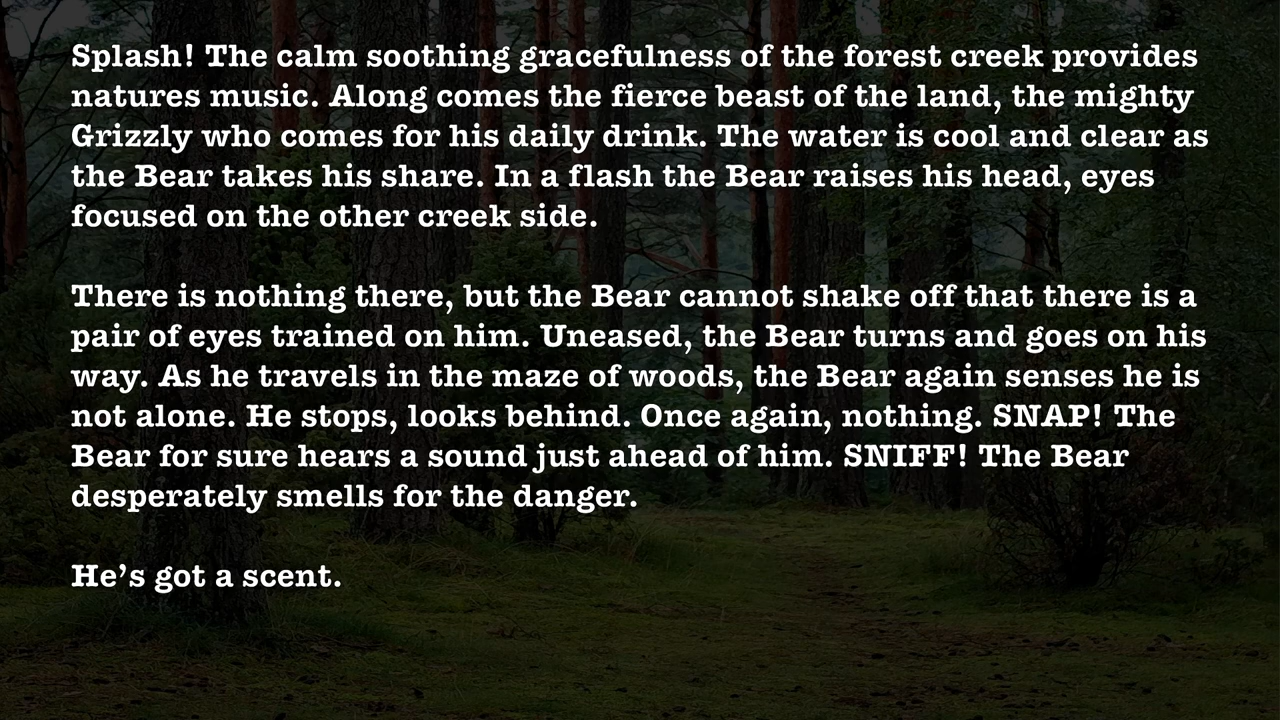 Splash! The calm soothing gracefulness of the forest creek provides
natures music. Along comes the fierce beast of the land, the mighty
Grizzly who comes for his daily drink. The water is cool and clear as
the Bear takes his share. In a flash the Bear raises his head, eyes
focused on the other creek side.
There is nothing there, but the Bear cannot shake off that there is a
pair of eyes trained on him. Uneased, the Bear turns and goes on his
way. As he travels in the maze of woods, the Bear again senses he is
not alone. He stops, looks behind. Once again, nothing. SNAP! The
Bear for sure hears a sound just ahead of him. SNIFF! The Bear
desperately smells for the danger.
He’s got a scent.